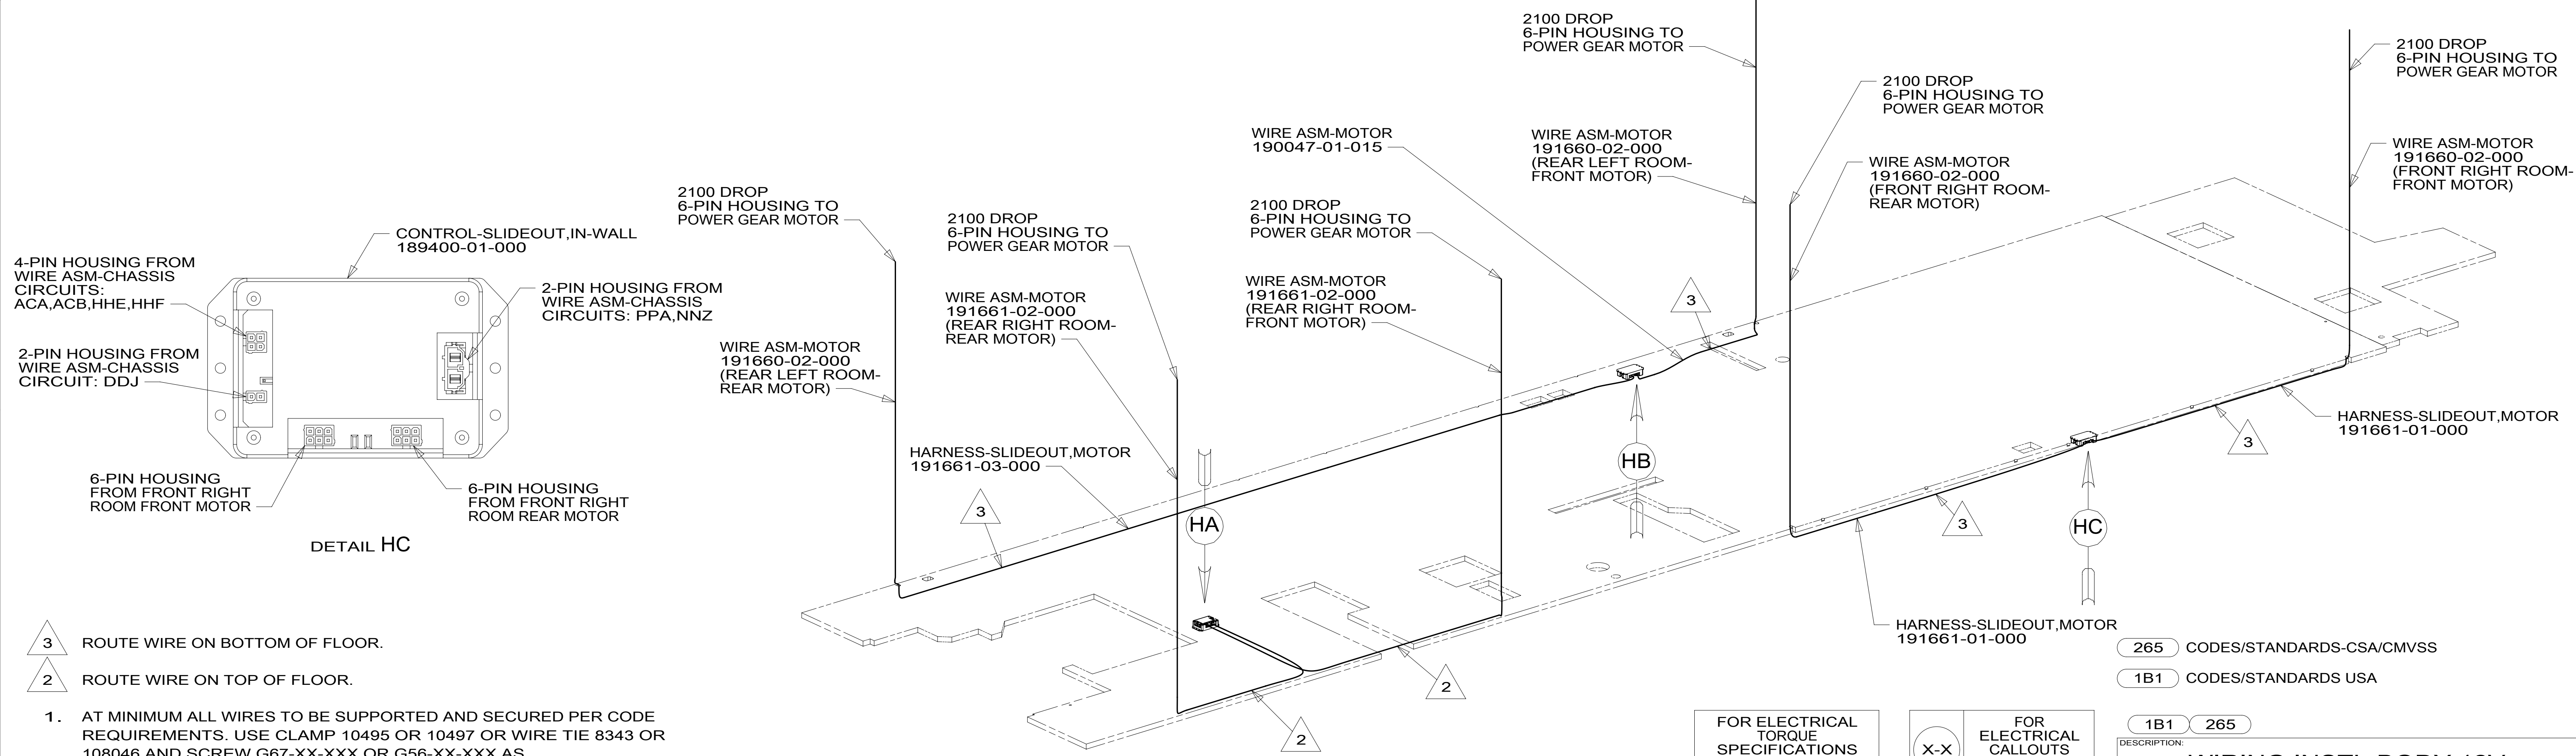 2100 DROP
6-PIN HOUSING TO
POWER GEAR MOTOR
2100 DROP
6-PIN HOUSING TO
POWER GEAR MOTOR
2100 DROP
6-PIN HOUSING TO
POWER GEAR MOTOR
WIRE ASM-MOTOR
190047-01-015
WIRE ASM-MOTOR
191660-02-000
(REAR LEFT ROOM-
FRONT MOTOR)
WIRE ASM-MOTOR
191660-02-000
(FRONT RIGHT ROOM-
REAR MOTOR)
WIRE ASM-MOTOR
191660-02-000
(FRONT RIGHT ROOM-
FRONT MOTOR)
2100 DROP
6-PIN HOUSING TO
POWER GEAR MOTOR
2100 DROP
6-PIN HOUSING TO
POWER GEAR MOTOR
2100 DROP
6-PIN HOUSING TO
POWER GEAR MOTOR
CONTROL-SLIDEOUT,IN-WALL
189400-01-000
4-PIN HOUSING FROM
WIRE ASM-CHASSIS
CIRCUITS:
ACA,ACB,HHE,HHF
2-PIN HOUSING FROM
WIRE ASM-CHASSIS
CIRCUITS: PPA,NNZ
2-PIN HOUSING FROM
WIRE ASM-CHASSIS
CIRCUIT: DDJ
6-PIN HOUSING
FROM FRONT RIGHT
ROOM FRONT MOTOR
6-PIN HOUSING
FROM FRONT RIGHT
ROOM REAR MOTOR
DETAIL HC
WIRE ASM-MOTOR
191660-02-000
(REAR LEFT ROOM-
REAR MOTOR)
WIRE ASM-MOTOR
191661-02-000
(REAR RIGHT ROOM-
REAR MOTOR)
WIRE ASM-MOTOR
191661-02-000
(REAR RIGHT ROOM-
FRONT MOTOR)
3
HARNESS-SLIDEOUT,MOTOR
191661-03-000
3
HA
HB
HARNESS-SLIDEOUT,MOTOR
191661-01-000
3
3
HC
HARNESS-SLIDEOUT,MOTOR
191661-01-000
2
2
3 ROUTE WIRE ON BOTTOM OF FLOOR.
2 ROUTE WIRE ON TOP OF FLOOR.
1. AT MINIMUM ALL WIRES TO BE SUPPORTED AND SECURED PER CODE
REQUIREMENTS. USE CLAMP 10495 OR 10497 OR WIRE TIE 8343 OR
108046 AND SCREW G67-XX-XXX OR G56-XX-XXX AS
265 CODES/STANDARDS-CSA/CMVSS
1B1 CODES/STANDARDS USA
1B1 265
FOR ELECTRICAL
TORQUE
SPECIFICATIONS
X-X
FOR
ELECTRICAL
CALLOUTS
DESCRIPTION: